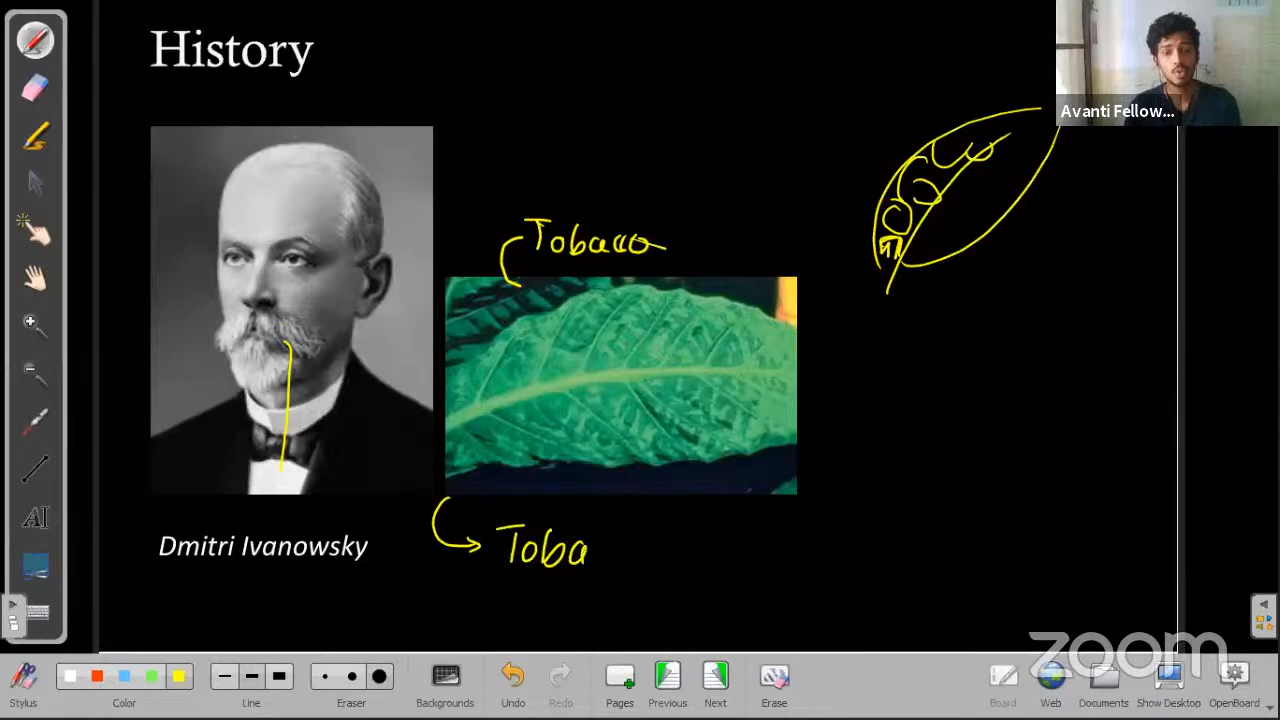 History
Avanti Fellow...
Tobacco
Dmitri Ivanowsky
Toba
zoom
Stylus
Color
Line
Eraser
Backgrounds
Undo
Redo
Pages
Previous
Next
Erase
Board
Web
Documents
Show Desktop
OpenBoard